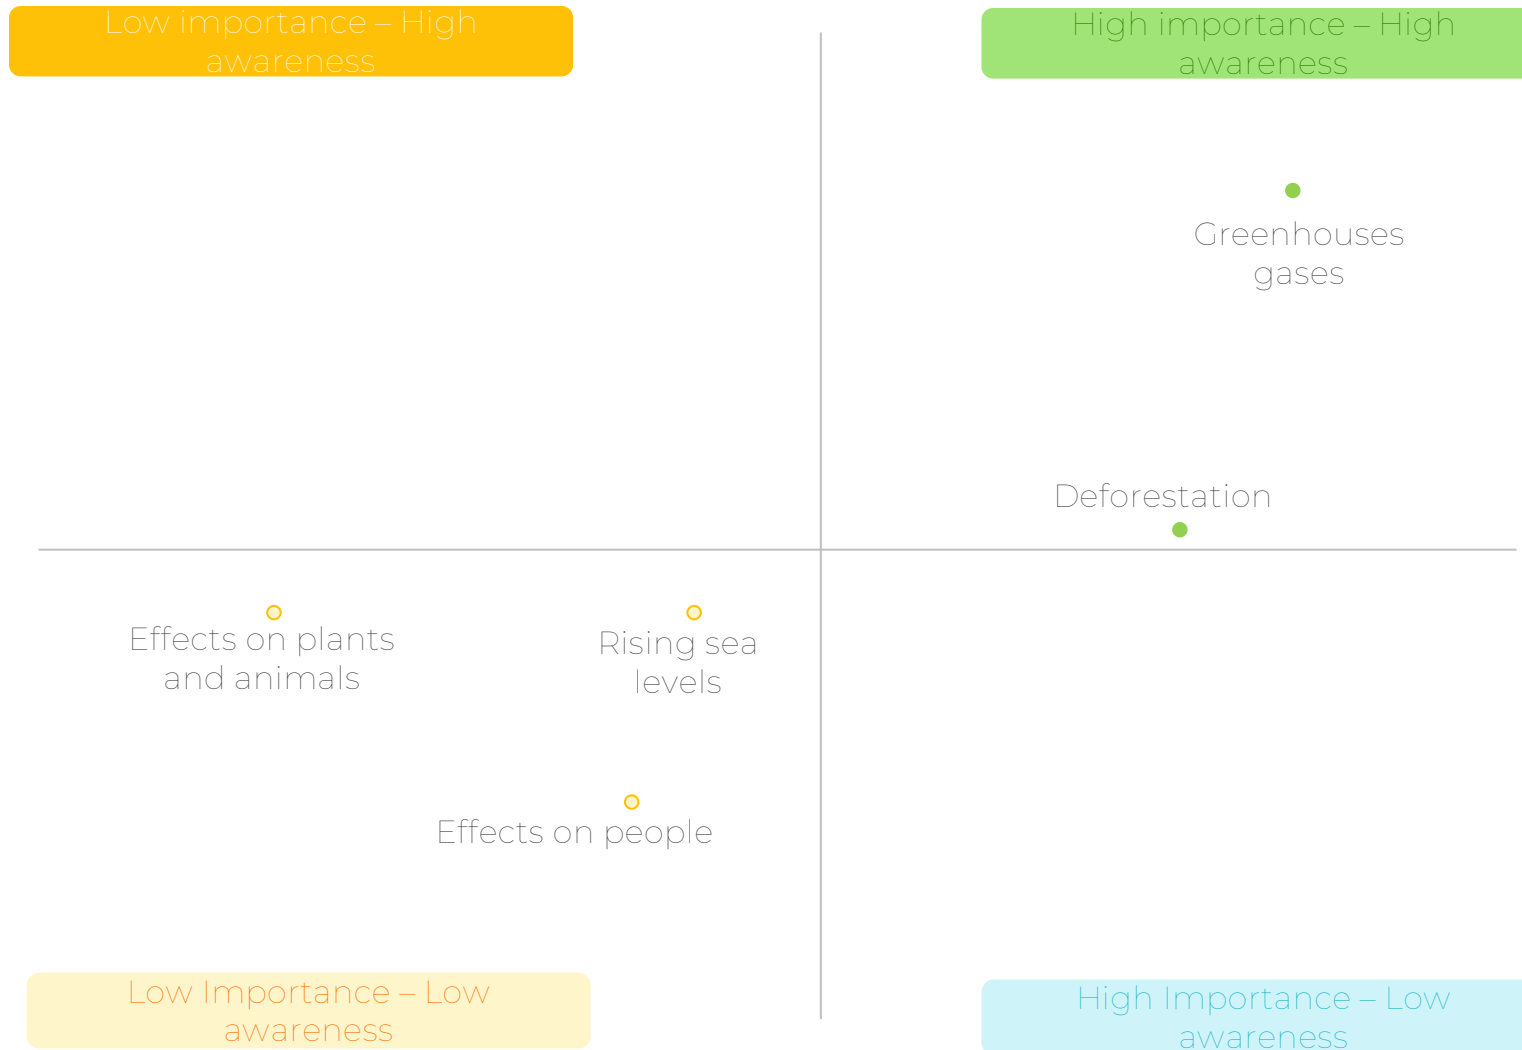 Low importance – High
awareness
High importance – High
awareness
Greenhouses
gases
Deforestation
Effects on plants
and animals
Rising sea
levels
Effects on people
Low Importance – Low
awareness
High Importance – Low
awareness